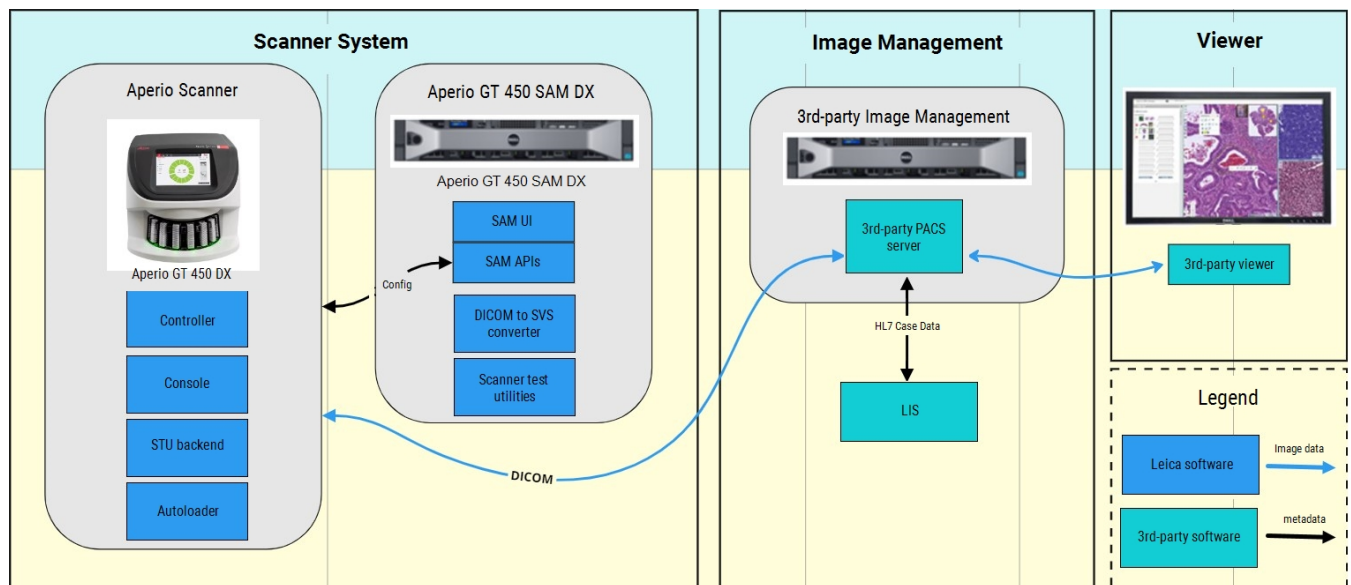 Scanner System
Image Management
Viewer
Aperio Scanner
Aperio GT 450 DX
Controller
Console
STU backend
Autoloader
Aperio GT 450 SAM DX
Aperio GT 450 SAM DX
SAM UI
SAM APIs
Config
DICOM to SVS
converter
Scanner test
utilities
DICOM
3rd-party Image Management
3rd-party PACS
server
HL7 Case Data
LIS
3rd-party viewer
Legend
Leica software
Image data
3rd-party software
metadata